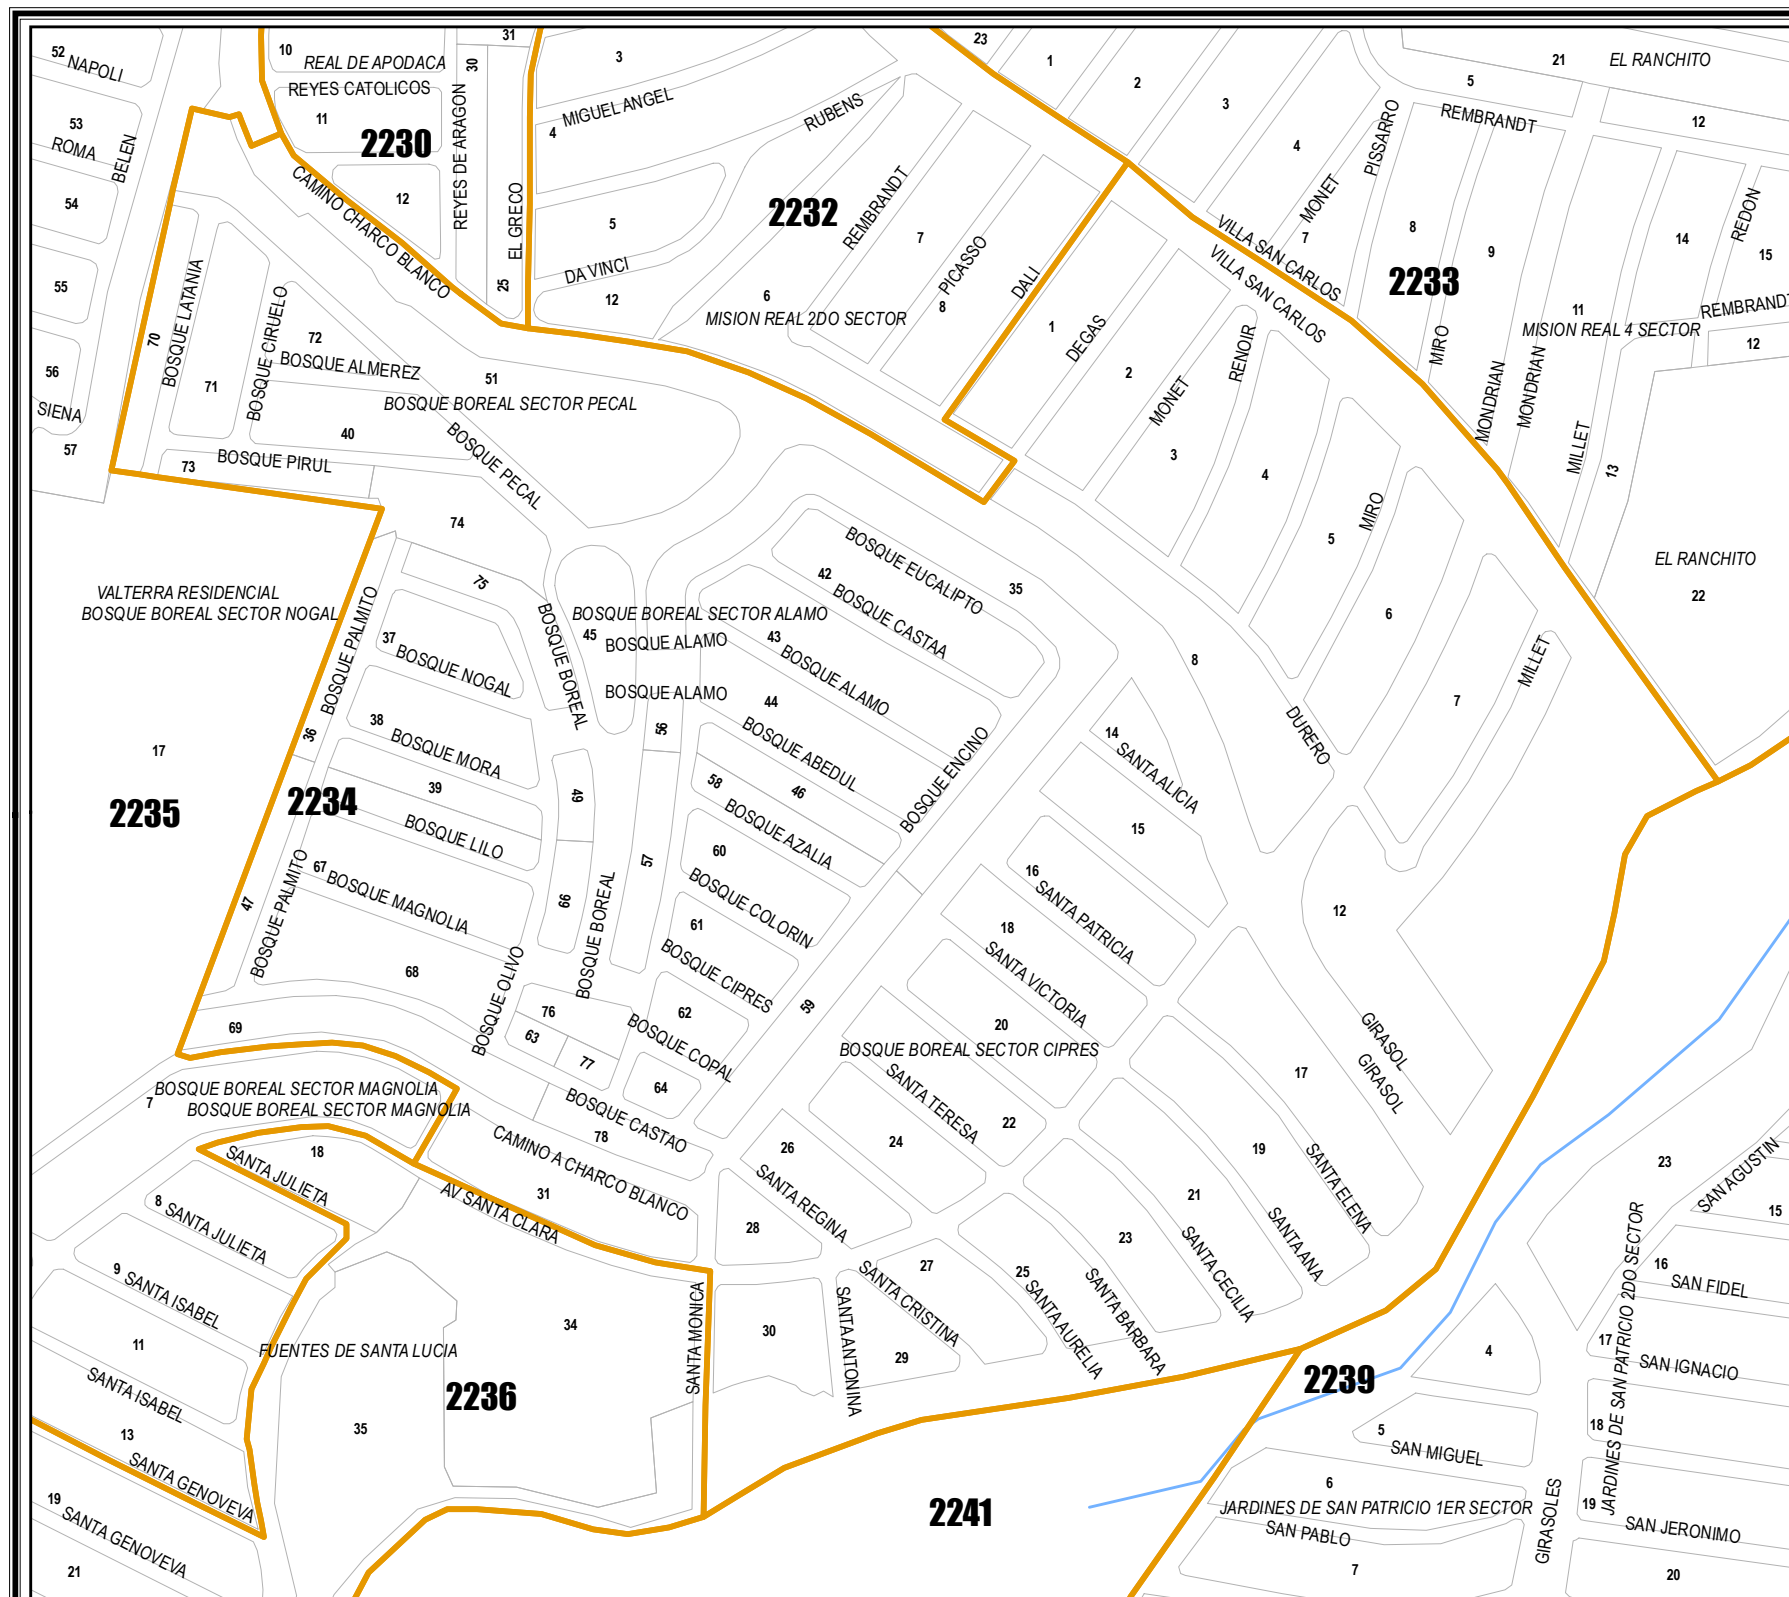 52 NAPOLI
10
REAL DE APODACA
REYES CATOLICOS
31
30
3
23
1
2
3
4
21
EL RANCHITO
5
REMBRANDT
12
53
ROMA
BELEN
11
2230
REYES DE ARAGON
MIGUEL ANGEL
4
RUBENS
PISSARRO
MONET
7
54
12
CAMINO CHARCO BLANCO
EL GRECO
25
5
DA VINCI
12
2232
REMBRANDT
7
PICASSO
8
DALI
6
MISION REAL 2DO SECTOR
VILLA SAN CARLOS
VILLA SAN CARLOS
8
9
2233
14
REDON
15
REMBRANDT
11
MISION REAL 4 SECTOR
12
55
56
SIENA
57
70
BOSQUE LATANIA
71
BOSQUE CIRUELO
72
BOSQUE ALMEREZ
51
BOSQUE BOREAL SECTOR PECAL
40
BOSQUE PECAL
73
BOSQUE PIRUL
74
1
DEGAS
2
MONET
RENOIR
3
4
MIRO
MONDRIAN
MONDRIAN
MILLET
13
MIRO
5
6
7
MILLET
EL RANCHITO
22
VALTERRA RESIDENCIAL
BOSQUE BOREAL SECTOR NOGAL
BOSQUE PALMITO
75
37
BOSQUE NOGAL
BOSQUE BOREAL
45
BOSQUE BOREAL SECTOR ALAMO
BOSQUE ALAMO
BOSQUE ALAMO
BOSQUE EUCALIPTO
42
BOSQUE CASTAA
35
43
BOSQUE ALAMO
44
BOSQUE ABEDUL
8
DURERO
17
36
38
BOSQUE MORA
39
49
56
58
46
BOSQUE AZALIA
BOSQUE ENCINO
14
SANTA ALICIA
15
2235
2234
BOSQUE LILO
67
BOSQUE MAGNOLIA
47
BOSQUE PALMITO
66
57
BOSQUE BOREAL
60
BOSQUE COLORIN
61
BOSQUE CIPRES
16
SANTA PATRICIA
18
SANTA VICTORIA
12
68
BOSQUE OLIVO
69
76
63
77
62
BOSQUE COPAL
64
59
20
BOSQUE BOREAL SECTOR CIPRES
SANTA TERESA
22
17
GIRASOL
GIRASOL
BOSQUE BOREAL SECTOR MAGNOLIA
7
BOSQUE BOREAL SECTOR MAGNOLIA
BOSQUE CASTAO
78
CAMINO A CHARCO BLANCO
24
26
SANTA REGINA
19
SANTA ELENA
21
SANTA ANA
23
SANTA CECILIA
18
SANTA JULIETA
31
AV SANTA CLARA
8
SANTA JULIETA
28
27
SANTA CRISTINA
25
SANTA AURELIA
SANTA BARBARA
9
SANTA ISABEL
11
FUENTES DE SANTA LUCIA
34
SANTA MONICA
30
SANTA ANTONINA
29
SANTA ISABEL
2236
35
13
SANTA GENOVEVA
19
SANTA GENOVEVA
21
2241
2239
23
SAN AGUSTIN
15
16
SAN FIDEL
JARDINES DE SAN PATRICIO 2DO SECTOR
4
17
SAN IGNACIO
5
SAN MIGUEL
18
6
JARDINES DE SAN PATRICIO 1ER SECTOR
SAN PABLO
7
GIRASOLES
19
SAN JERONIMO
20